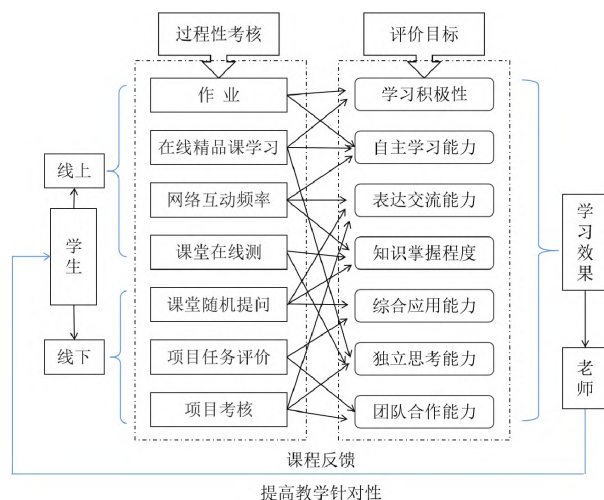 过程性考核
评价目标
作 业
学习积极性
在线精品课学习
自主学习能力
线上
网络互动频率
表达交流能力
学生
学习效果
课堂在线测
知识掌握程度
课堂随机提问
综合应用能力
线下
项目任务评价
独立思考能力
老师
项目考核
团队合作能力
课程反馈
提高教学针对性